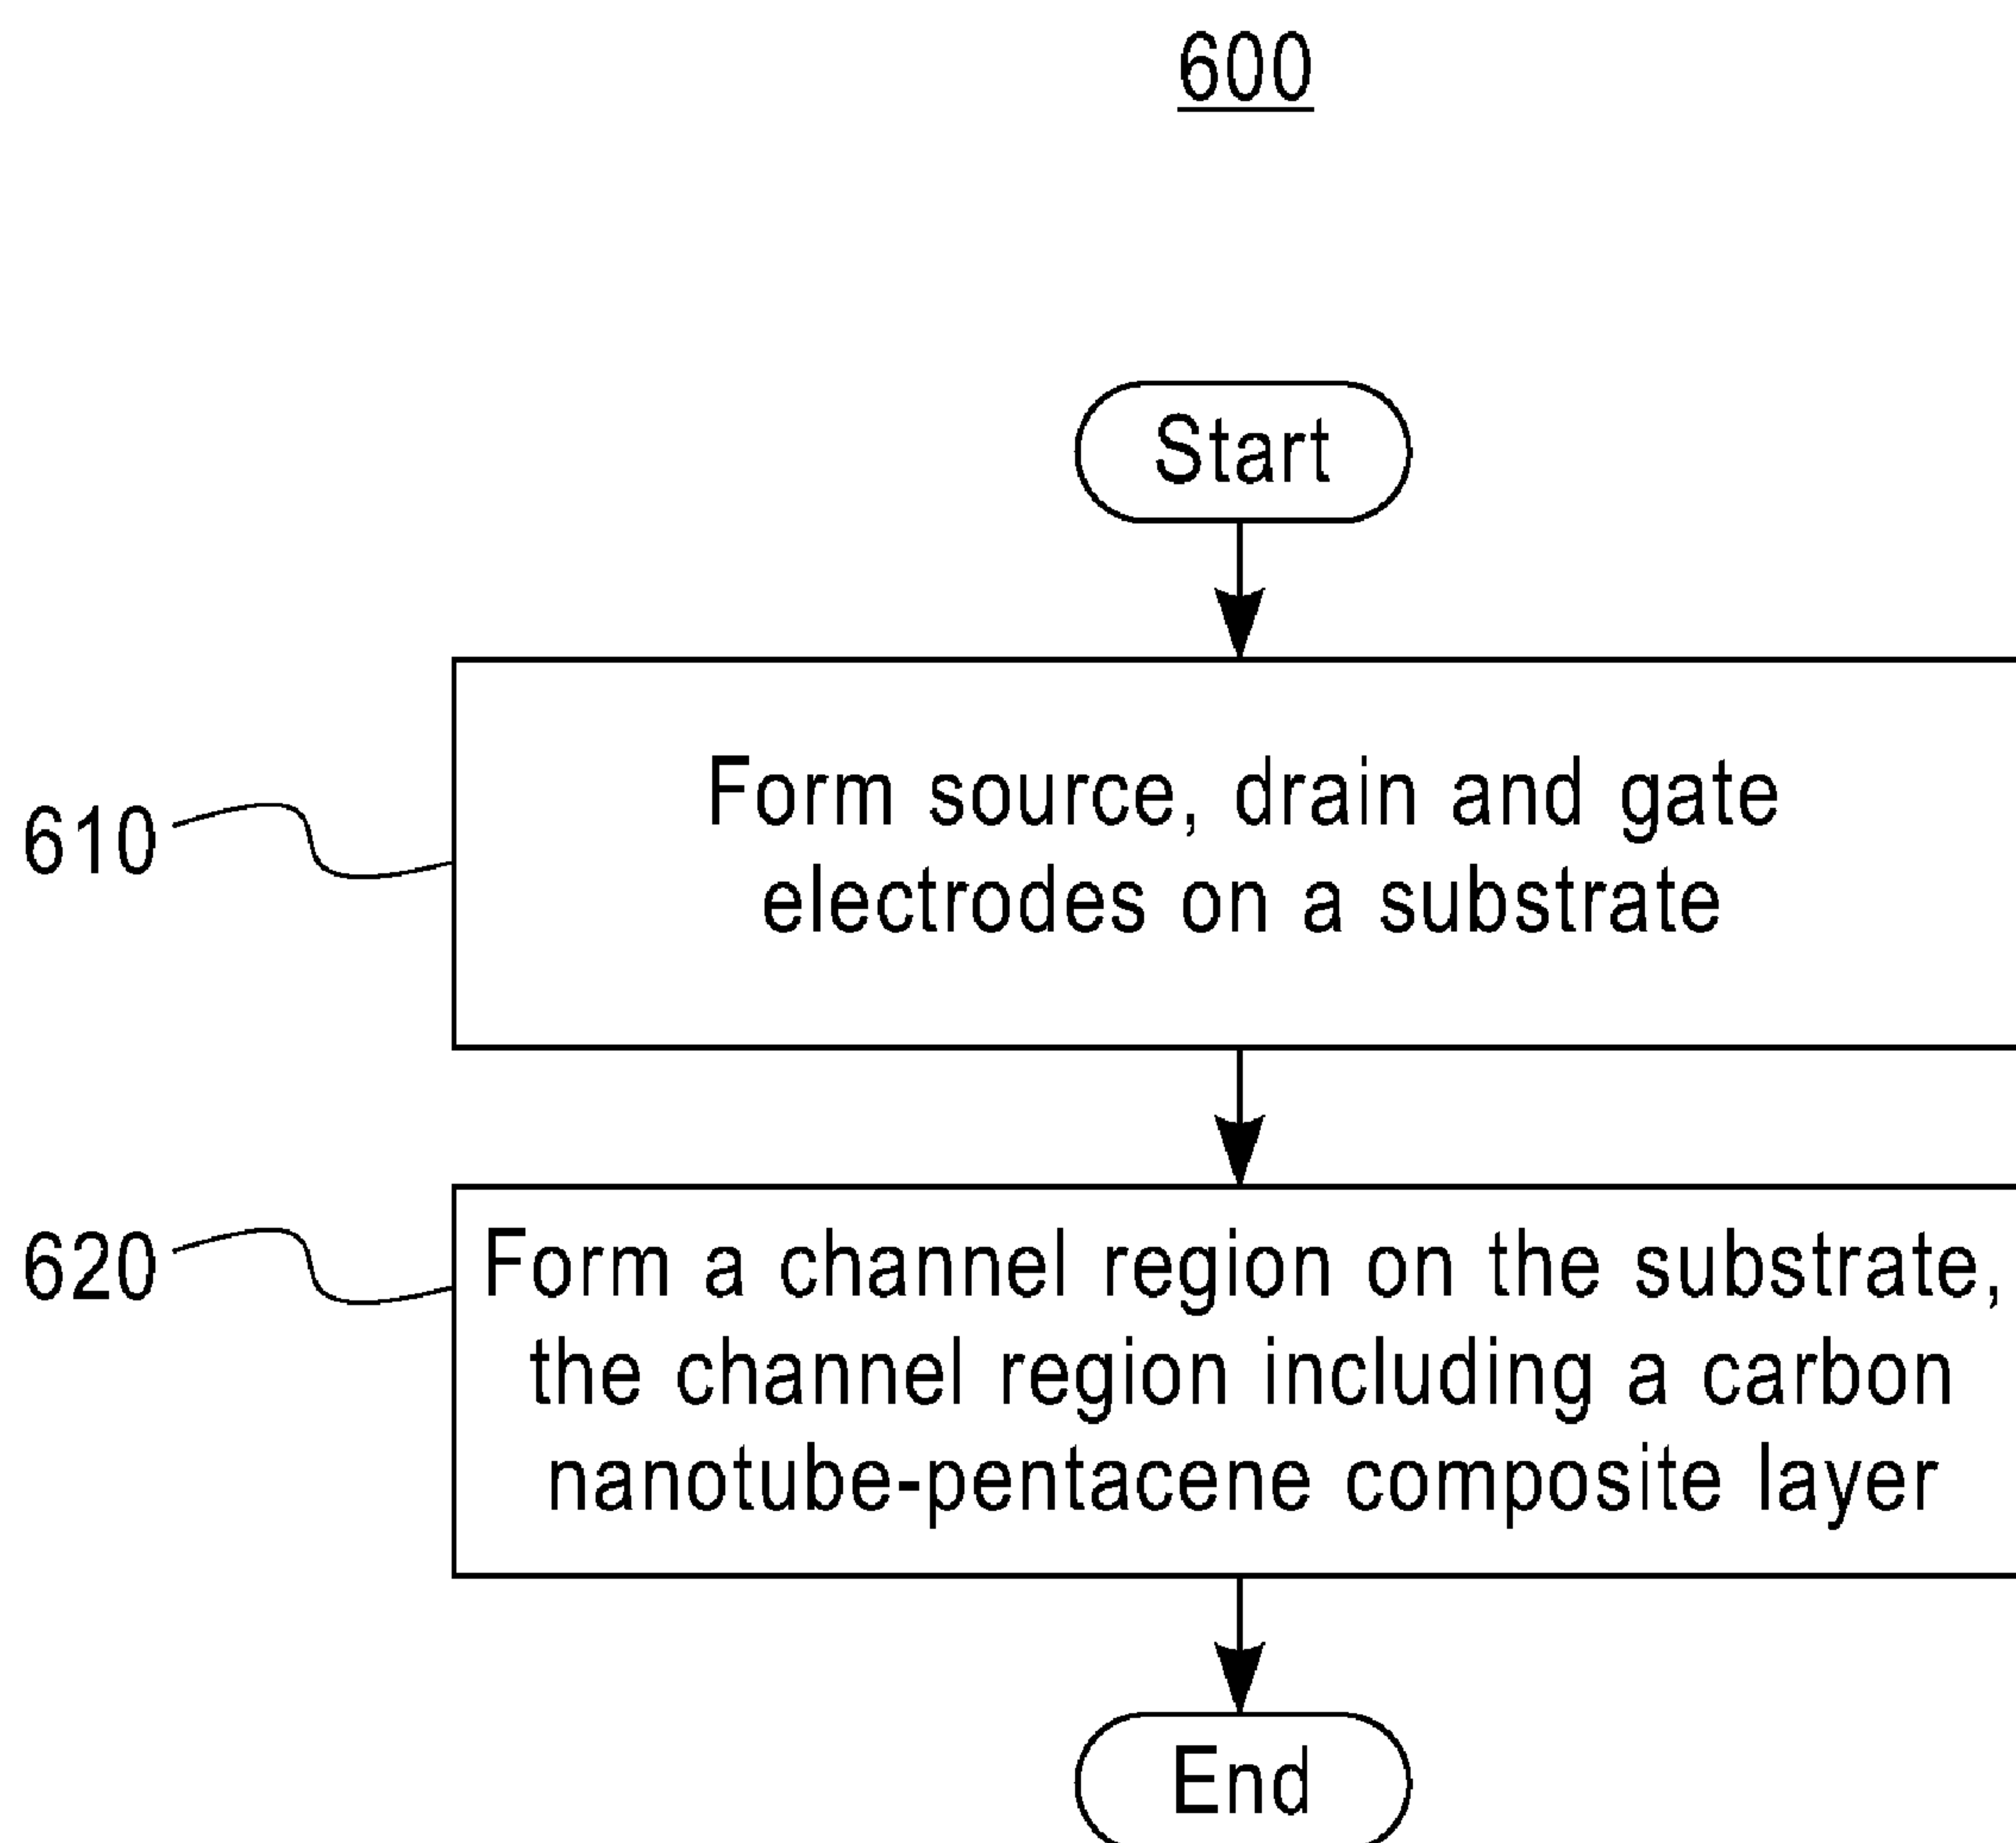 600
Start
610
Form source, drain and gate
electrodes on a substrate
620
Form a channel region on the substrate,
the channel region including a carbon
nanotube-pentacene composite layer
End